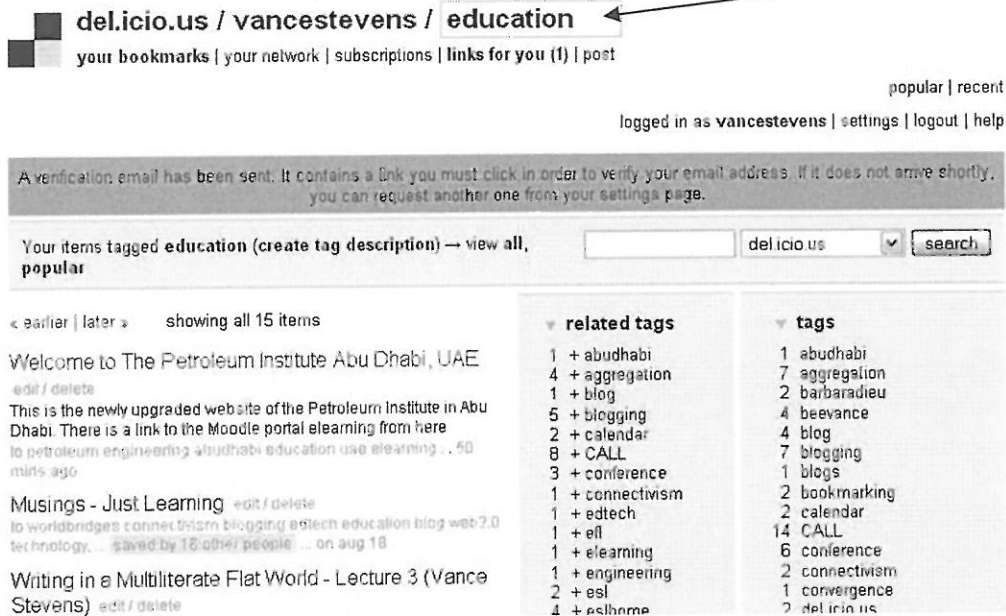 del.icio.us / vancestevens / education
your bookmarks | your network | subscriptions | links for you (1) | post
popular | recent
logged in as vancestevens | settings | logout | help
A verification email has been sent. It contains a link you must click in order to verify your email address. If it does not arrive shortly,
you can request another one from your settings page.
Your items tagged education (create tag description) → view all,
popular
del.icio.us
search
« earlier | later »
showing all 15 items
Welcome to The Petroleum Institute Abu Dhabi, UAE
edit / delete
This is the newly upgraded website of the Petroleum Institute in Abu
Dhabi. There is a link to the Moodle portal elearning from here
to petroleum engineering abudhabi education uae elearning ... 50
mins ago
Musings - Just Learning edit / delete
to worldbridges connectivism blogging edtech education blog web2.0
technology ... saved by 18 other people ... on aug 18
Writing in a Multiliterate Flat World - Lecture 3 (Vance
Stevens) edit / delete
related tags
1 + abudhabi
4 + aggregation
1 + blog
5 + blogging
2 + calendar
8 + CALL
3 + conference
1 + connectivism
1 + edtech
1 + efl
1 + elearning
1 + engineering
2 + esl
4 + eslhome
tags
1 abudhabi
7 aggregation
2 barbaradieu
4 beevance
4 blog
7 blogging
1 blogs
2 bookmarking
2 calendar
14 CALL
6 conference
2 connectivism
1 convergence
2 del.icio.us